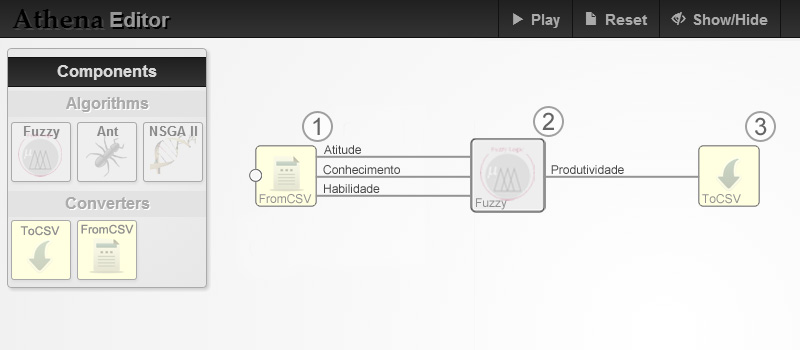 Athena Editor
Play
Reset
Show/Hide
Components
Algorithms
Fuzzy
Ant
NSGA II
Converters
ToCSV
FromCSV
1
FromCSV
Atitude
Conhecimento
Habilidade
2
Fuzzy
Produtividade
3
ToCSV